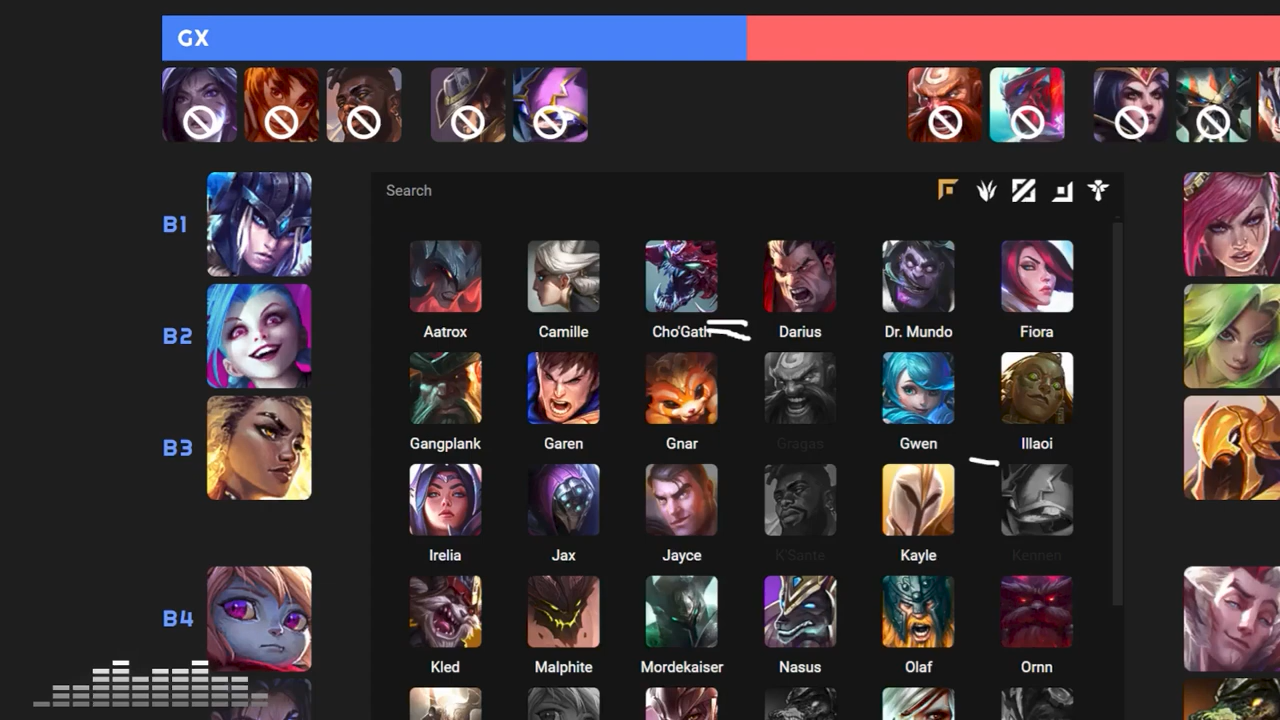 GX
Search
B1
Aatrox Camille Cho'Gath Darius Dr. Mundo Fiora
B2
Gangplank Garen Gnar Gragas Gwen Illaoi
B3
Irelia Jax Jayce K'Sante Kayle Kennen
B4
Kled Malphite Mordekaiser Nasus Olaf Ornn